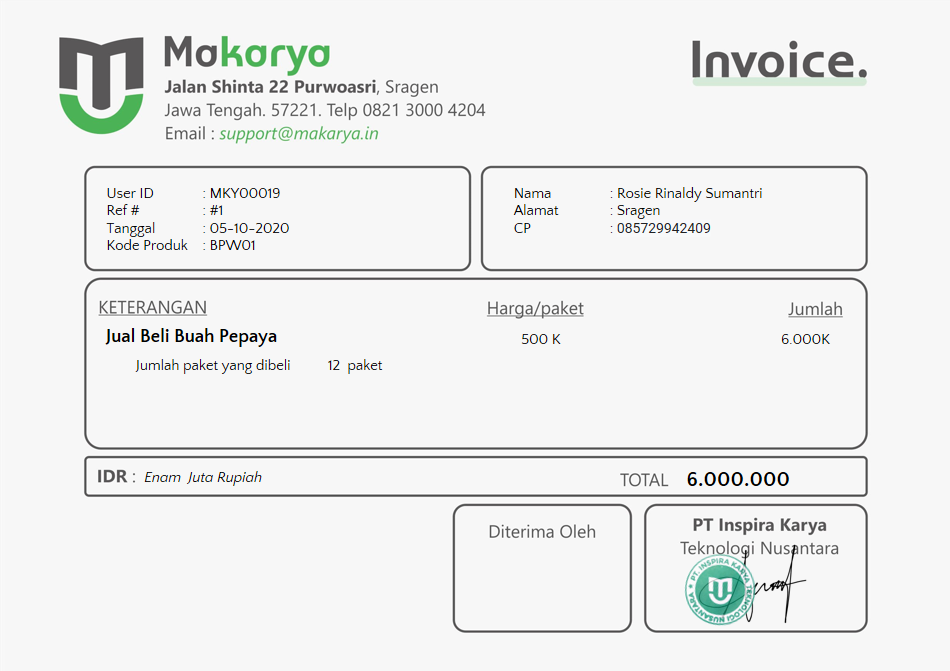 Makarya
Invoice.
Jalan Shinta 22 Purwoasri, Sragen
Jawa Tengah. 57221. Telp 0821 3000 4204
Email : support@makarya.in
User ID : MKY00019
Ref # : #1
Tanggal : 05-10-2020
Kode Produk : BPW01
Nama : Rosie Rinaldy Sumantri
Alamat : Sragen
CP : 085729942409
KETERANGAN Harga/paket Jumlah
Jual Beli Buah Pepaya 500 K 6.000K
Jumlah paket yang dibeli 12 paket
IDR : Enam Juta Rupiah TOTAL 6.000.000
Diterima Oleh
PT Inspira Karya
Teknologi Nusantara
PT. INSPIRA KARYA TEKNOLOGI NUSANTARA